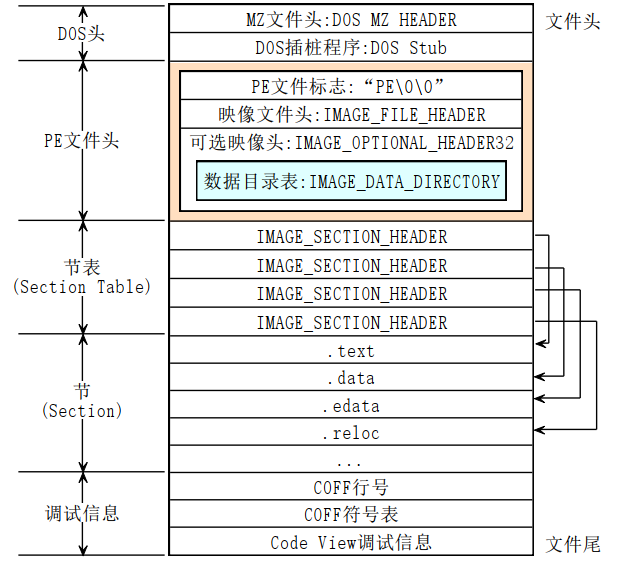 MZ文件头:DOS MZ HEADER
文件头
DOS头
DOS插桩程序:DOS Stub
PE文件标志:“PE\0\0”
映像文件头:IMAGE_FILE_HEADER
PE文件头
可选映像头:IMAGE_OPTIONAL_HEADER32
数据目录表:IMAGE_DATA_DIRECTORY
IMAGE_SECTION_HEADER
IMAGE_SECTION_HEADER
节表
(Section Table)
IMAGE_SECTION_HEADER
IMAGE_SECTION_HEADER
.text
.data
节
(Section)
.edata
.reloc
...
COFF行号
调试信息
COFF符号表
Code View调试信息
文件尾